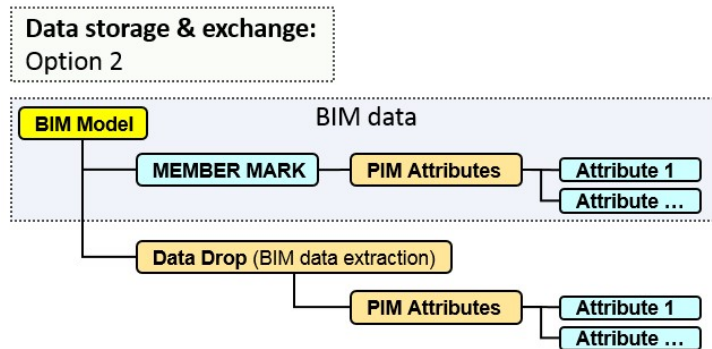 Data storage & exchange:
Option 2
BIM data
BIM Model
MEMBER MARK
PIM Attributes
Attribute 1
Attribute ...
Data Drop (BIM data extraction)
PIM Attributes
Attribute 1
Attribute ...